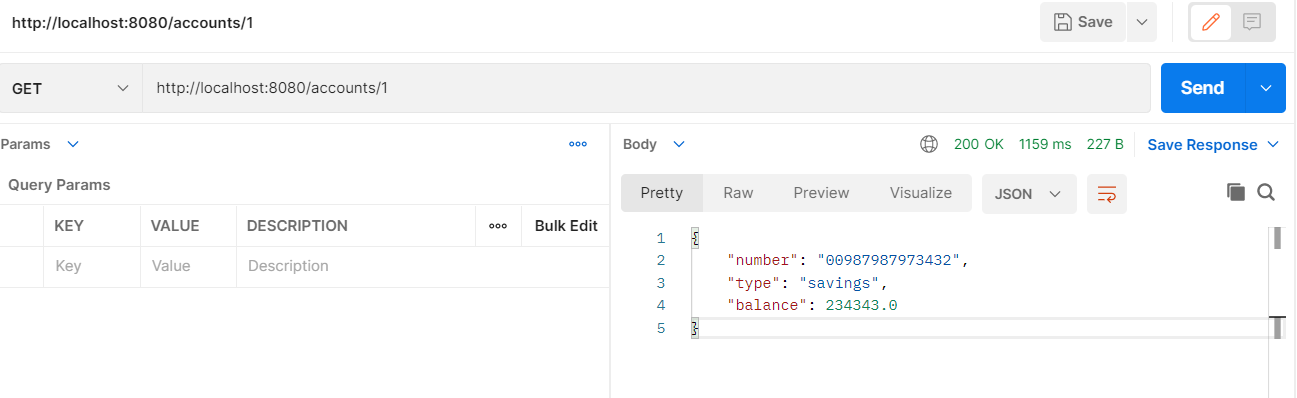 http://localhost:8080/accounts/1
Save
GET
http://localhost:8080/accounts/1
Send
Params
Body
200 OK 1159 ms 227 B Save Response
Query Params
Pretty Raw Preview Visualize JSON
KEY VALUE DESCRIPTION Bulk Edit
Key Value Description
1 {
2 "number": "00987987973432",
3 "type": "savings",
4 "balance": 234343.0
5 }